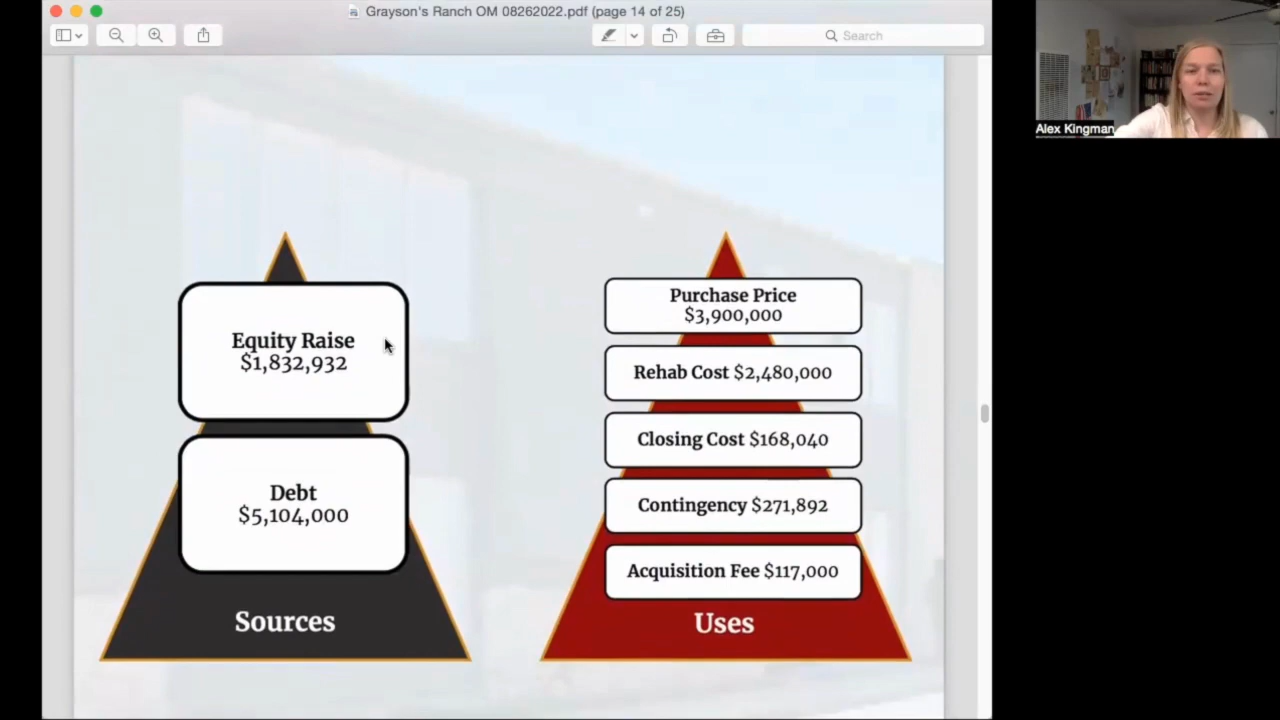 Grayson's Ranch OM 08262022.pdf (page 14 of 25)
Search
Alex Kingman
Equity Raise
$1,832,932
Debt
$5,104,000
Sources
Purchase Price
$3,900,000
Rehab Cost $2,480,000
Closing Cost $168,040
Contingency $271,892
Acquisition Fee $117,000
Uses